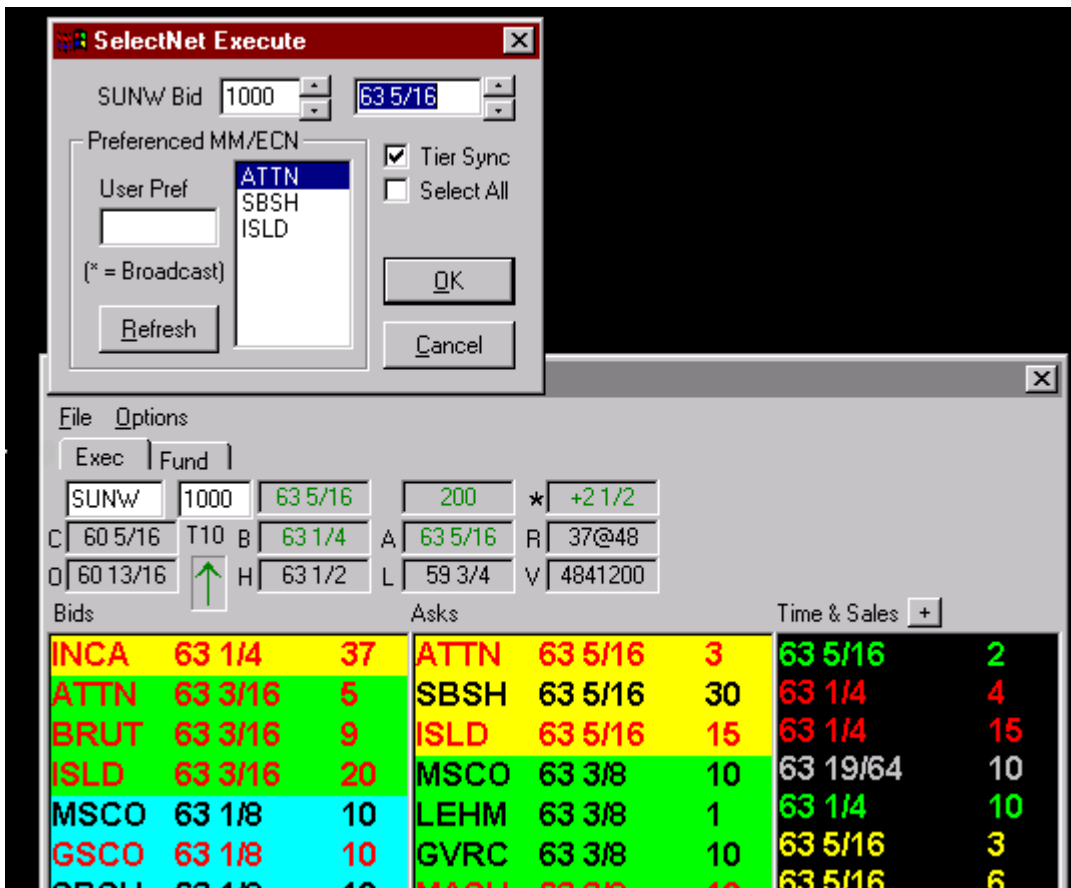 SelectNet Execute
SUNW Bid 1000 63 5/16
Preferenced MM/ECN
Tier Sync
Select All
User Pref
ATTN
SBSH
ISLD
(* = Broadcast)
Refresh
OK
Cancel
File Options
Exec Fund
SUNW 1000 63 5/16 200 * +2 1/2
C 60 5/16 T10 B 63 1/4 A 63 5/16 R 37@48
O 60 13/16 H 63 1/2 L 59 3/4 V 4841200
Bids Asks Time & Sales +
INCA 63 1/4 37 ATTN 63 5/16 3 63 5/16 2
ATTN 63 3/16 5 SBSH 63 5/16 30 63 1/4 4
BRUT 63 3/16 9 ISLD 63 5/16 15 63 1/4 15
ISLD 63 3/16 20 MSCO 63 3/8 10 63 19/64 10
MSCO 63 1/8 10 LEHM 63 3/8 1 63 1/4 10
GSCO 63 1/8 10 GVRC 63 3/8 10 63 5/16 3
63 5/16 6